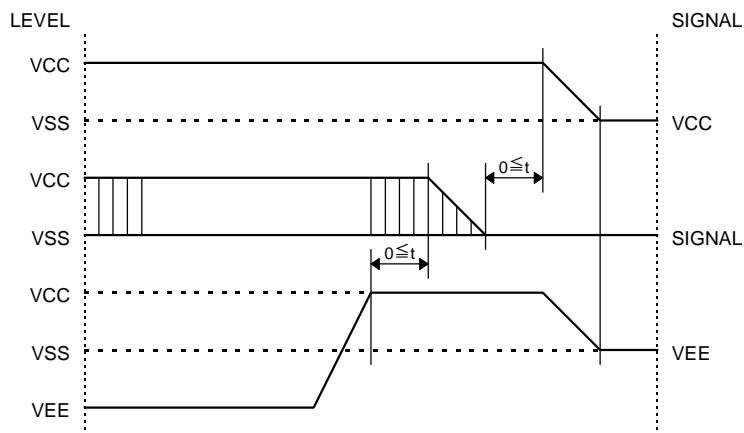 LEVEL SIGNAL
VCC
VSS VCC
0≦t
VCC
VSS SIGNAL
0≦t
VCC
VSS VEE
VEE